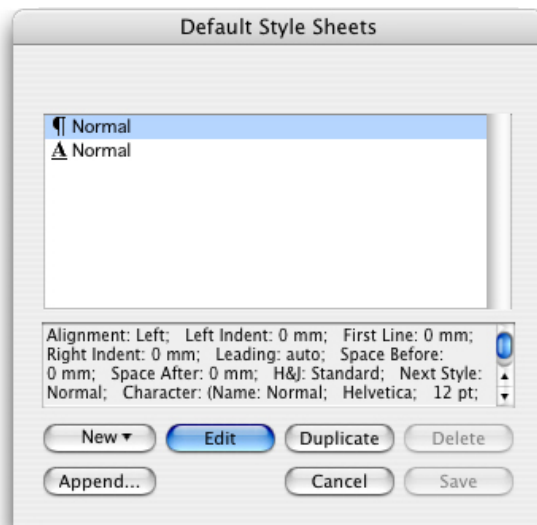 Default Style Sheets
¶ Normal
A Normal
Alignment: Left; Left Indent: 0 mm; First Line: 0 mm;
Right Indent: 0 mm; Leading: auto; Space Before:
0 mm; Space After: 0 mm; H&J: Standard; Next Style:
Normal; Character: (Name: Normal; Helvetica; 12 pt;
New Edit Duplicate Delete
Append... Cancel Save